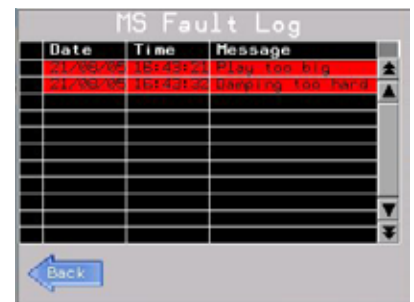 MS Fault Log
Date Time Message
21/08/05 16:43:21 Play too big
21/08/05 16:43:32 Damping too hard
Back